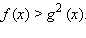 f (x) > g² (x).